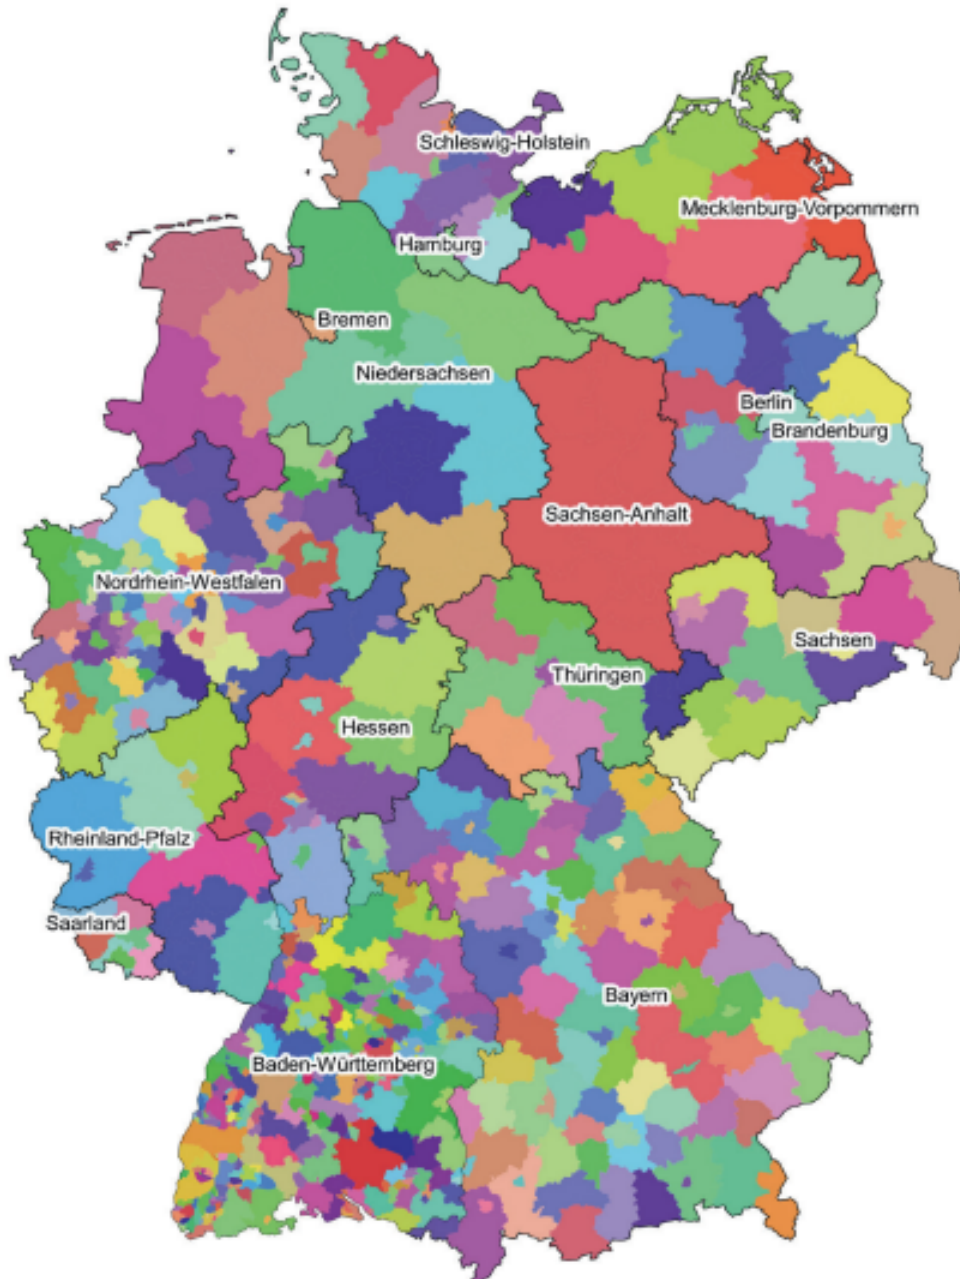 Schleswig-Holstein
Mecklenburg-Vorpommern
Hamburg
Bremen
Niedersachsen
Berlin
Brandenburg
Sachsen-Anhalt
Nordrhein-Westfalen
Sachsen
Thüringen
Hessen
Rheinland-Pfalz
Saarland
Bayern
Baden-Württemberg